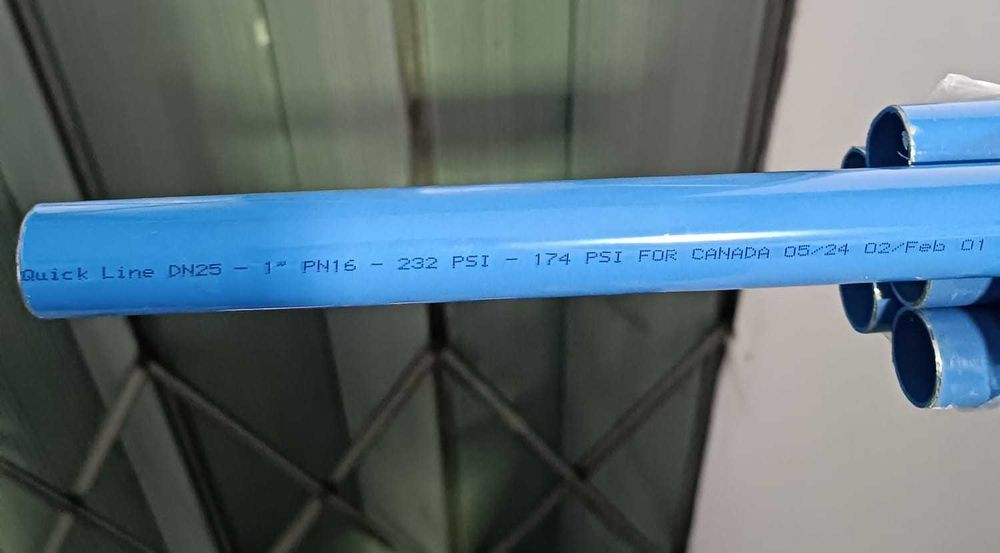 Quick Line DN25 - 1" PN16 - 232 PSI - 174 PSI FOR CANADA 05/24 02/Feb 01